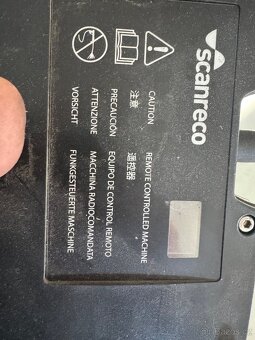 scanreco
CAUTION
注意
PRECAUCIÓN
ATTENZIONE
VORSICHT
REMOTE CONTROLLED MACHINE
遥控器
EQUIPO DE CONTROL REMOTO
MACCHINA RADIOCOMANDATA
FUNKGESTEUERTE MASCHINE